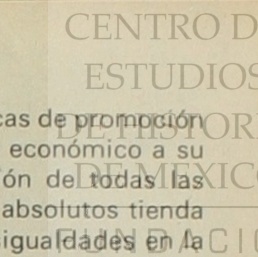 CENTRO D
ESTUDIOS
cas de promoción
DE HISTORI
económico a su
DE MEXIC
ón de todas las
absolutos tienda
FUNDACI
sigualdades en la